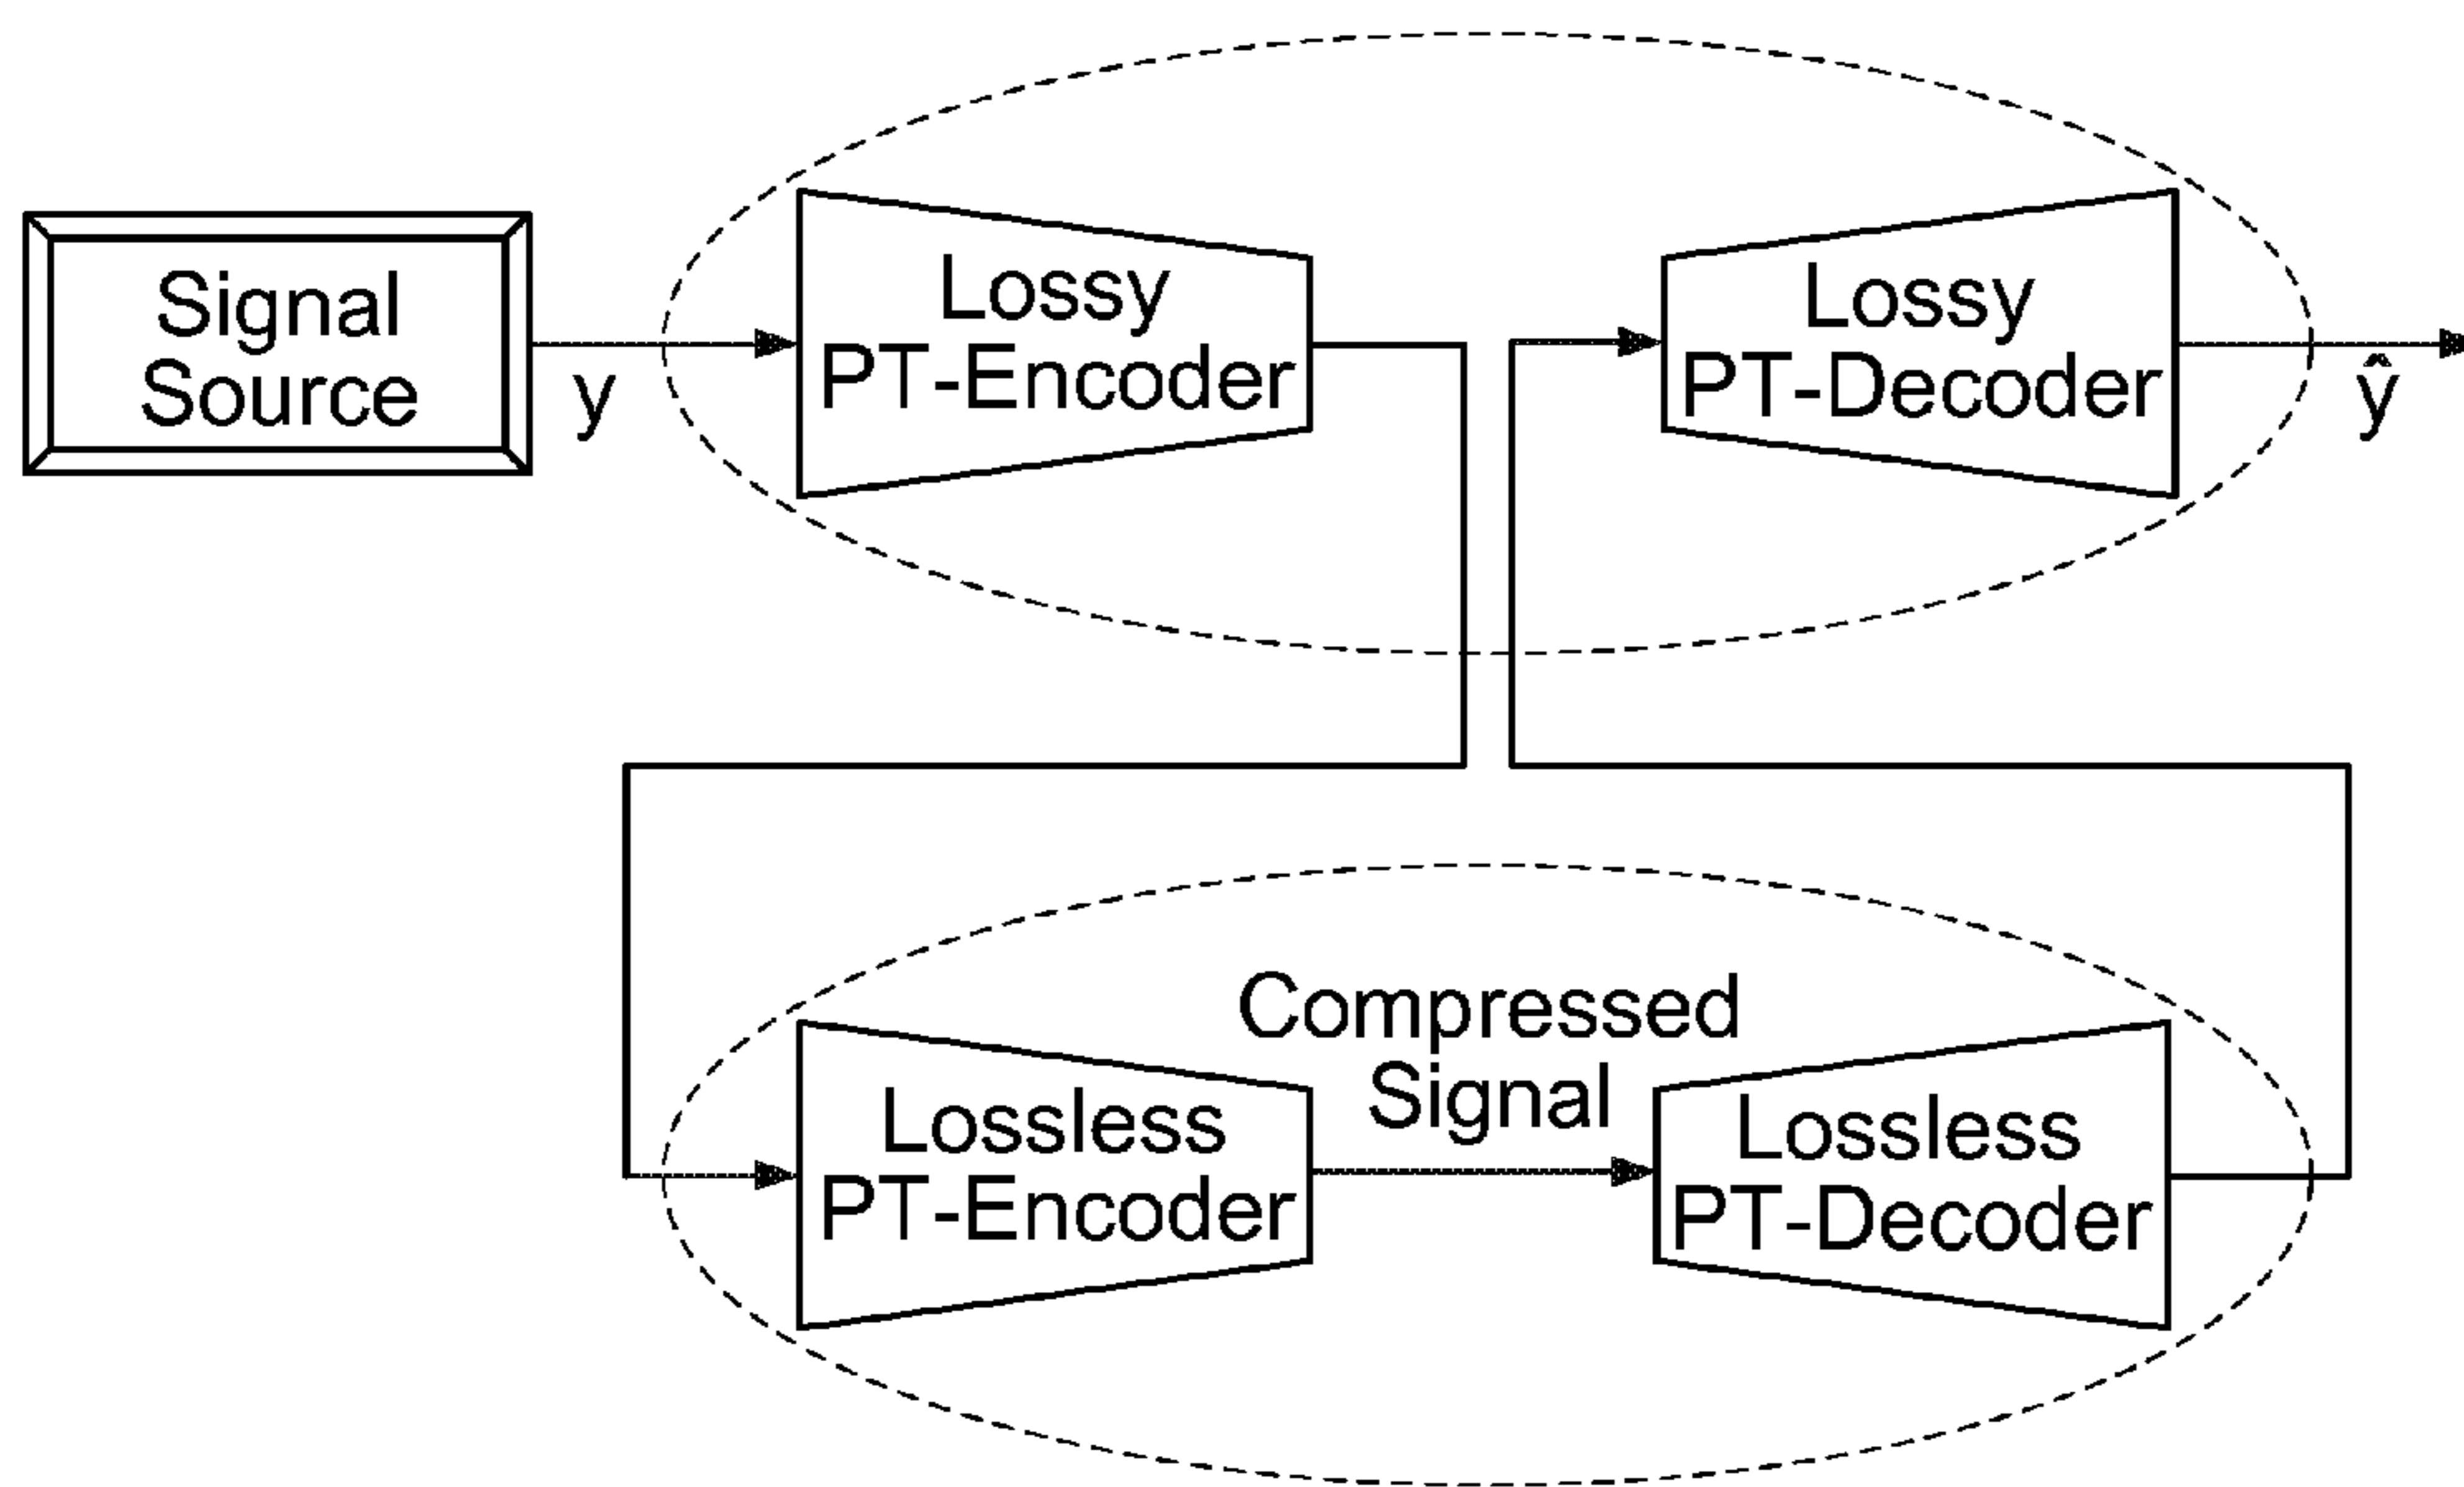 Signal
Source
y
Lossy
PT-Encoder
Lossy
PT-Decoder
ŷ
Compressed
Signal
Lossless
PT-Encoder
Lossless
PT-Decoder